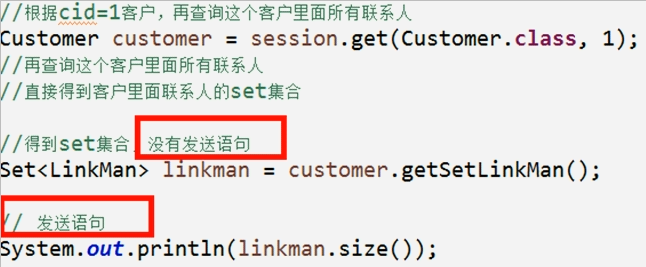 //根据cid=1客户，再查询这个客户里面所有联系人
Customer customer = session.get(Customer.class, 1);
//再查询这个客户里面所有联系人
//直接得到客户里面联系人的set集合
//得到set集合，没有发送语句
Set<LinkMan> linkman = customer.getSetLinkMan();
// 发送语句
System.out.println(linkman.size());